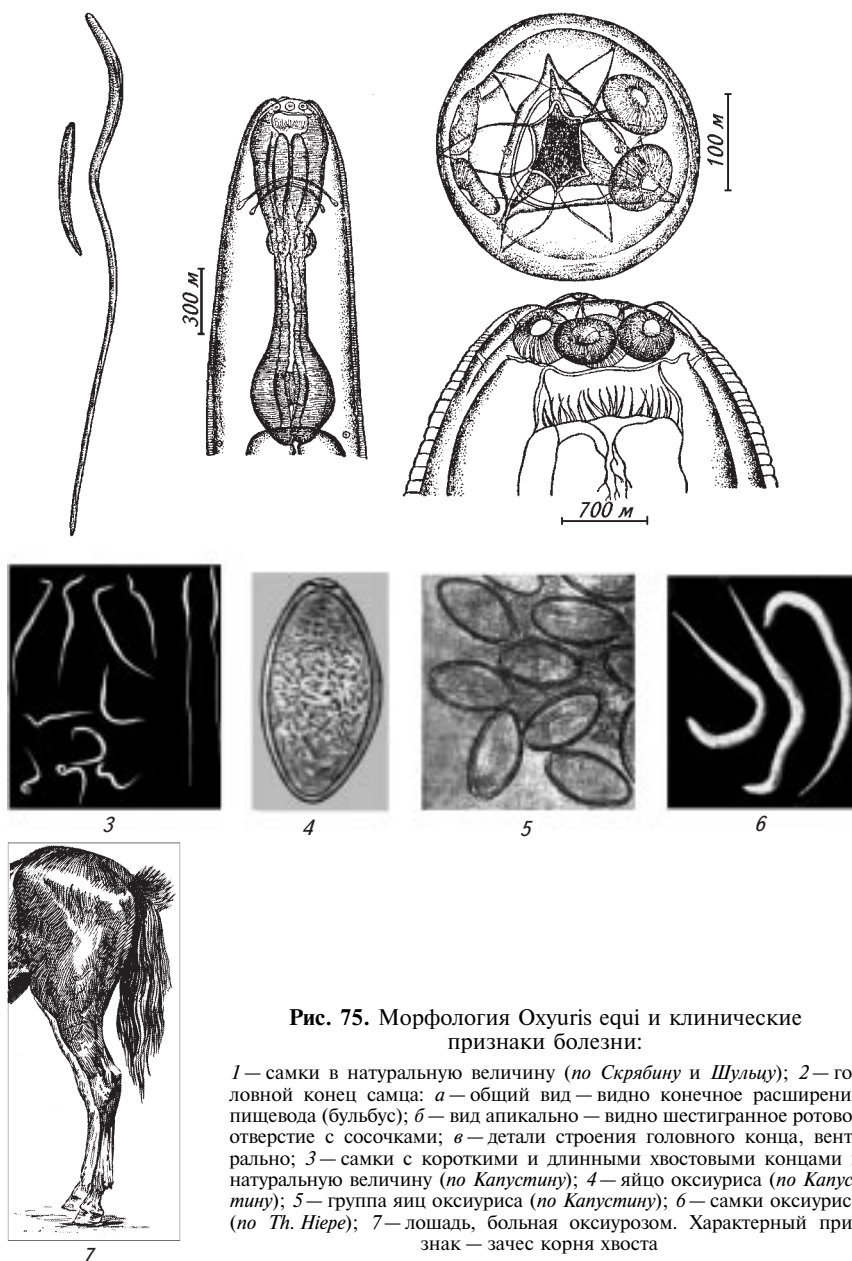 300 м
100 м
700 м
3
4
5
6
7
Рис. 75. Морфология Oxyuris equi и клинические
признаки болезни:
1 — самки в натуральную величину (по Скрябину и Шульцу); 2 — го-
ловной конец самца: а — общий вид — видно конечное расширени
пищевода (бульбус); б — вид апикально — видно шестигранное ротово
отверстие с сосочками; в — детали строения головного конца, вент
рально; 3 — самки с короткими и длинными хвостовыми концами
натуральную величину (по Капустину); 4 — яйцо оксиуриса (по Капус
тину); 5 — группа яиц оксиуриса (по Капустину); 6 — самки оксиурис
(по Th. Hiepe); 7 — лошадь, больная оксиурозом. Характерный при
знак — зачес корня хвоста